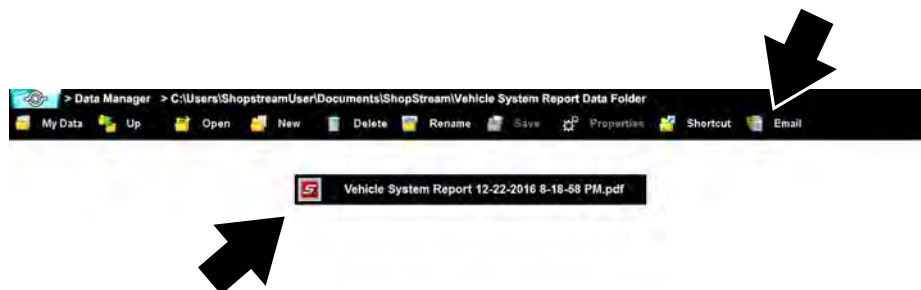 > Data Manager > C:\Users\ShopstreamUser\Documents\ShopStream\Vehicle System Report Data Folder
My Data Up Open New Delete Rename Save Properties Shortcut Email
Vehicle System Report 12-22-2016 8-18-58 PM.pdf